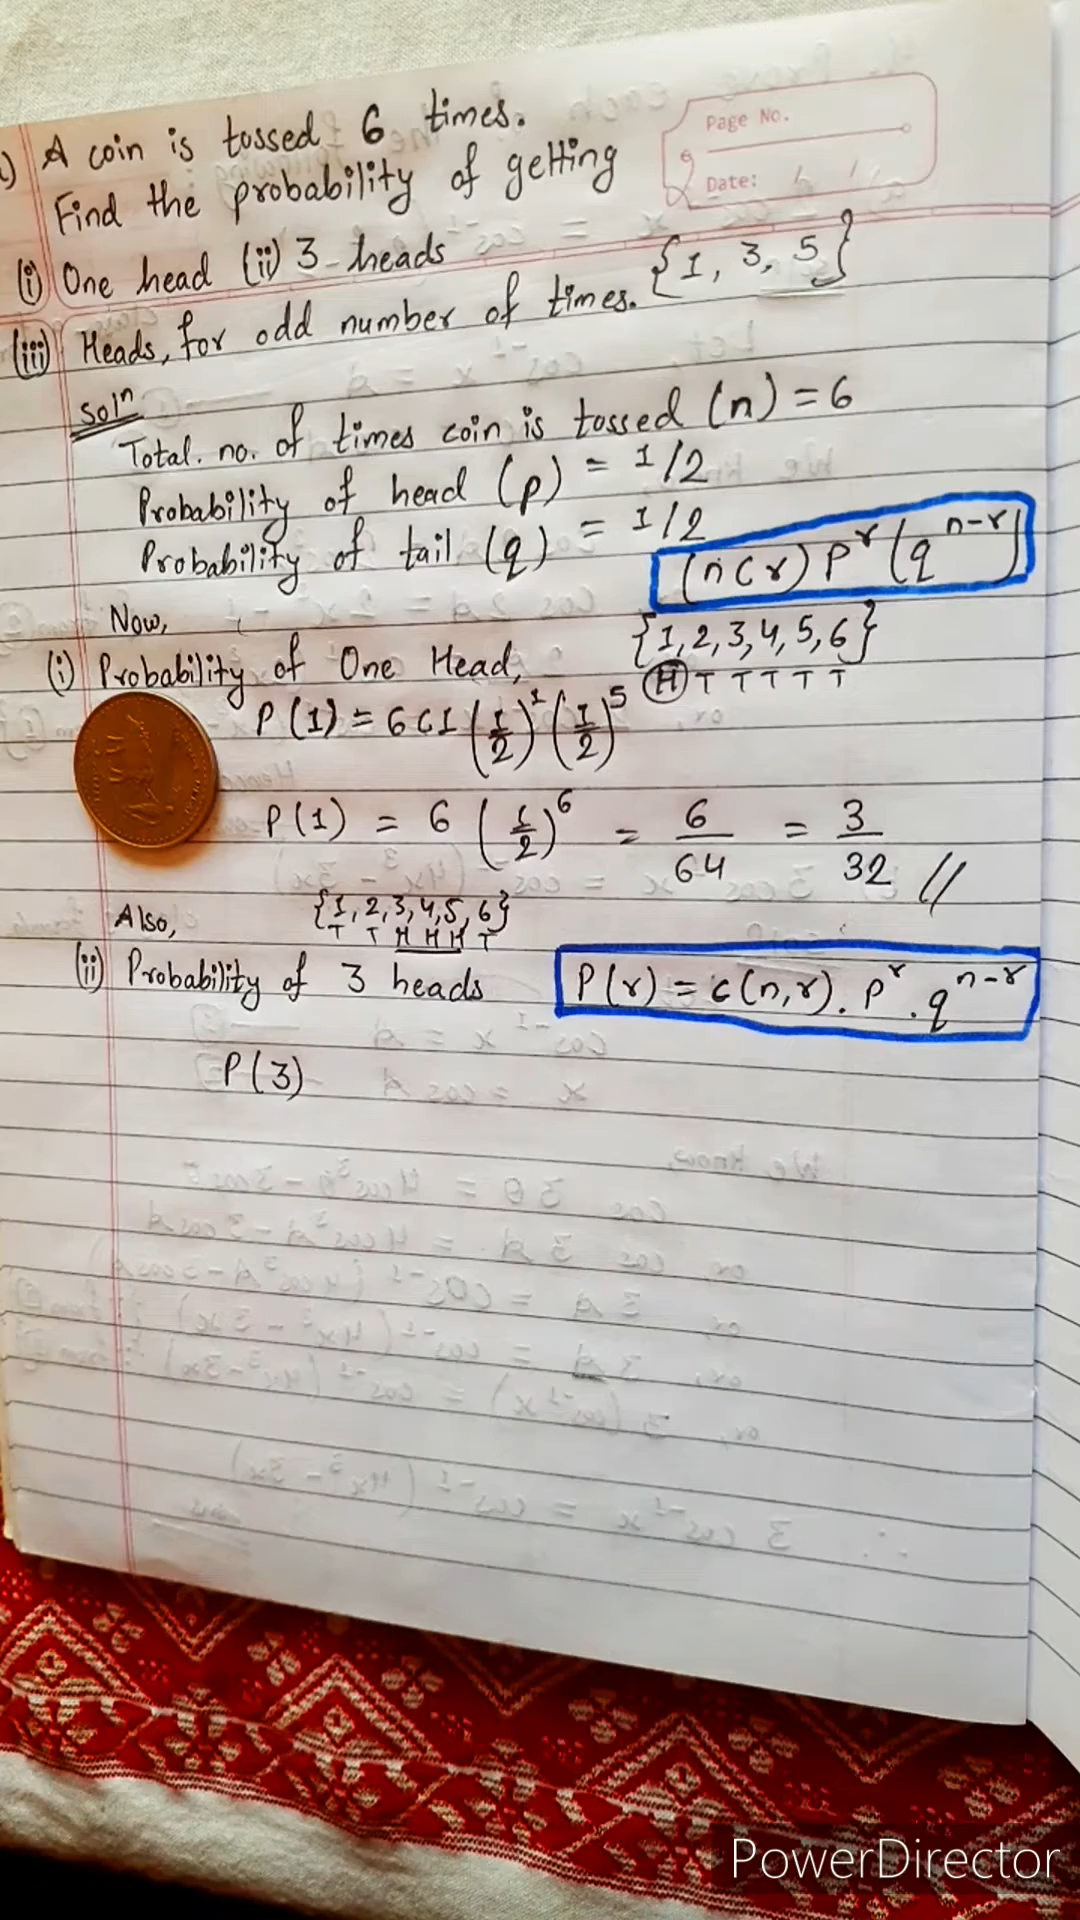 A coin is tossed 6 times.
Find the probability of getting
(i) One head (ii) 3 heads
(iii) Heads, for odd number of times. {1, 3, 5}
Page No.
Date:
Solⁿ
Total. no. of times coin is tossed (n) = 6
Probability of head (p) = 1/2
Probability of tail (q) = 1/2
(nCr) P^r (q^n-r)
Now,
{1,2,3,4,5,6}
(i) Probability of One Head,
H T T T T T
P(1) = 6C1 (1/2)^1 (1/2)^5
P(1) = 6 (1/2)^6 = 6/64 = 3/32 //
Also,
{1,2,3,4,5,6}
T T H H H T
(ii) Probability of 3 heads
P(r) = c(n,r). P^r . q^n-r
P(3)
PowerDirector